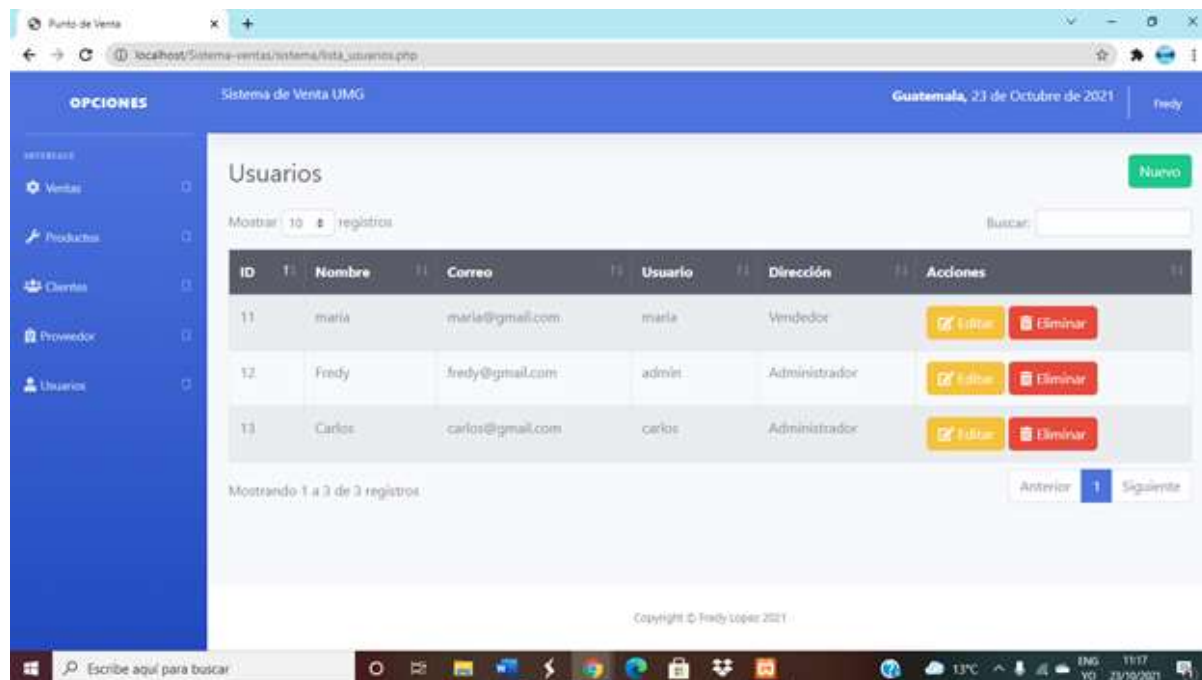 Punto de Venta
localhost/Sistema-ventas/sistema/lista_usuarios.php
OPCIONES
Sistema de Venta UMG
Guatemala, 23 de Octubre de 2021
Fredy
INTERFACE
Ventas
Productos
Clientes
Proveedor
Usuarios
Usuarios
Nuevo
Mostrar 10 registros
Buscar:
ID Nombre Correo Usuario Dirección Acciones
11 maria maria@gmail.com maria Vendedor Editar Eliminar
12 Fredy fredy@gmail.com admin Administrador Editar Eliminar
13 Carlos carlos@gmail.com carlos Administrador Editar Eliminar
Mostrando 1 a 3 de 3 registros
Anterior 1 Siguiente
Copyright © Fredy Lopez 2021
Escribe aquí para buscar
13°C
ENG
YO
11:17
23/10/2021